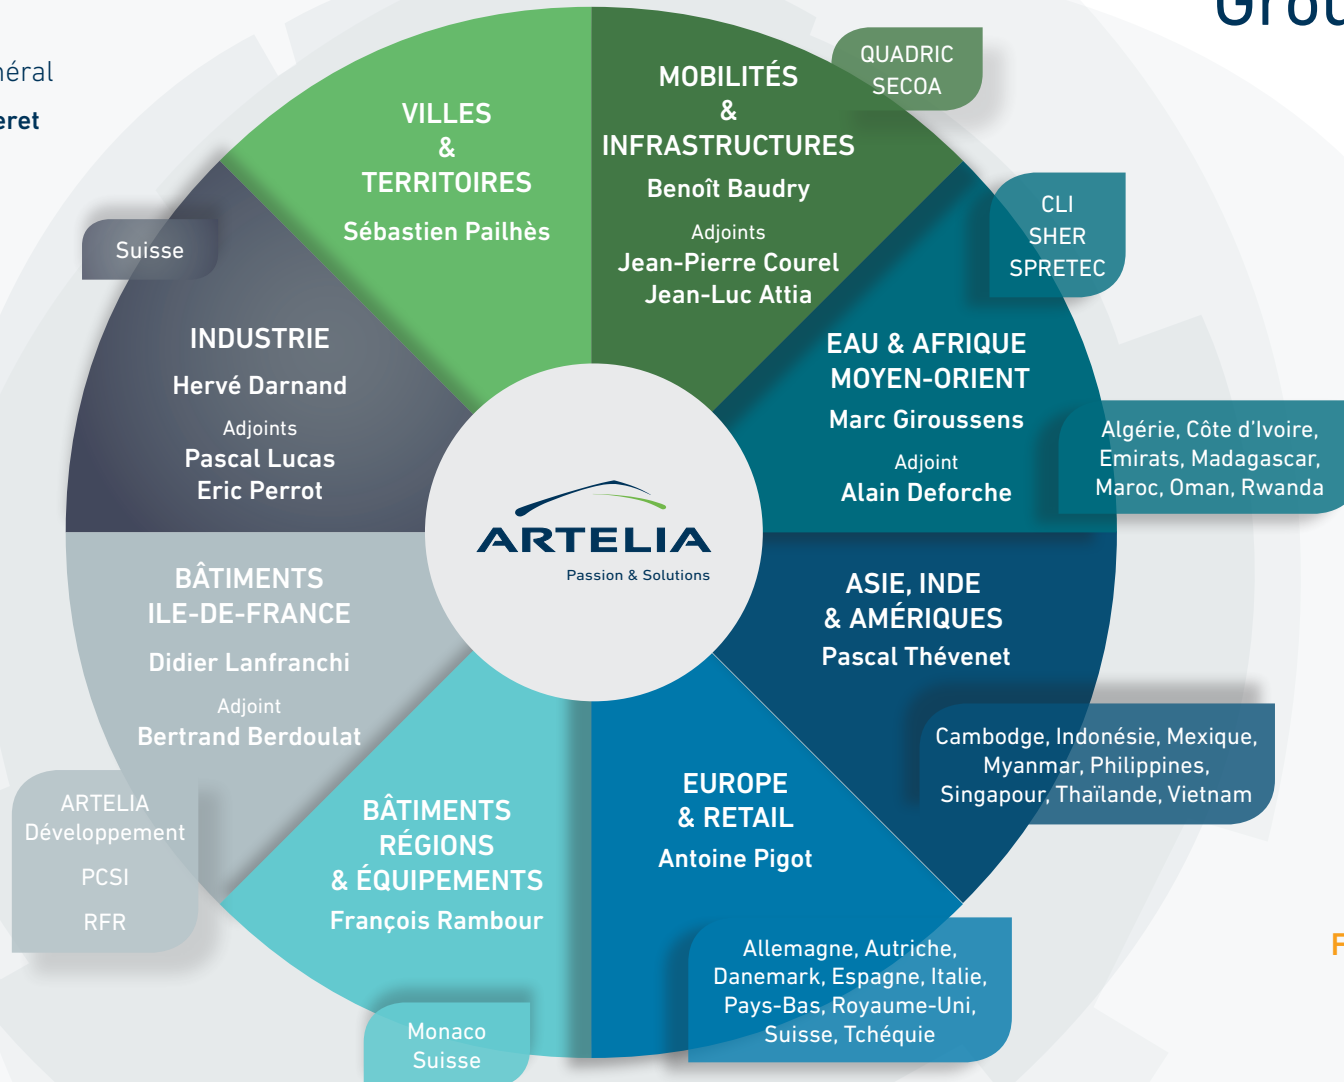 Grou
néral
eret
VILLES
&
TERRITOIRES
Sébastien Pailhès
MOBILITÉS
&
INFRASTRUCTURES
Benoît Baudry
Adjoints
Jean-Pierre Courel
Jean-Luc Attia
QUADRIC
SECOA
CLI
SHER
SPRETEC
EAU & AFRIQUE
MOYEN-ORIENT
Marc Giroussens
Adjoint
Alain Deforche
Algérie, Côte d'Ivoire,
Emirats, Madagascar,
Maroc, Oman, Rwanda
Suisse
INDUSTRIE
Hervé Darnand
Adjoints
Pascal Lucas
Eric Perrot
ARTELIA
Passion & Solutions
ASIE, INDE
& AMÉRIQUES
Pascal Thévenet
Cambodge, Indonésie, Mexique,
Myanmar, Philippines,
Singapour, Thaïlande, Vietnam
BÂTIMENTS
ILE-DE-FRANCE
Didier Lanfranchi
Adjoint
Bertrand Berdoulat
ARTELIA
Développement
PCSI
RFR
BÂTIMENTS
RÉGIONS
& ÉQUIPEMENTS
François Rambour
Monaco
Suisse
EUROPE
& RETAIL
Antoine Pigot
Allemagne, Autriche,
Danemark, Espagne, Italie,
Pays-Bas, Royaume-Uni,
Suisse, Tchéquie
F